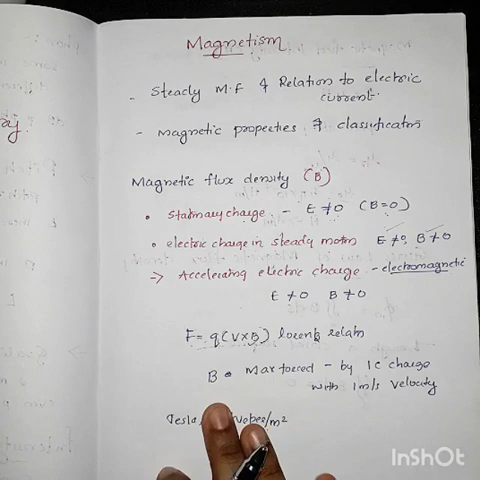 Magnetism
- Steady M.F & Relation to electric
current.
- magnetic properties & classification
Magnetic flux density (B)
• Stationary charge - E ≠ 0 (B=0)
• electric charge in steady motion E ≠ 0, B ≠ 0
→ Accelerating electric charge - electromagnetic
E ≠ 0 B ≠ 0
F = q(V×B) lorentz relatn
B • Max forced - by 1C charge
with 1m/s velocity
Tesla, Weber/m²
InShOt